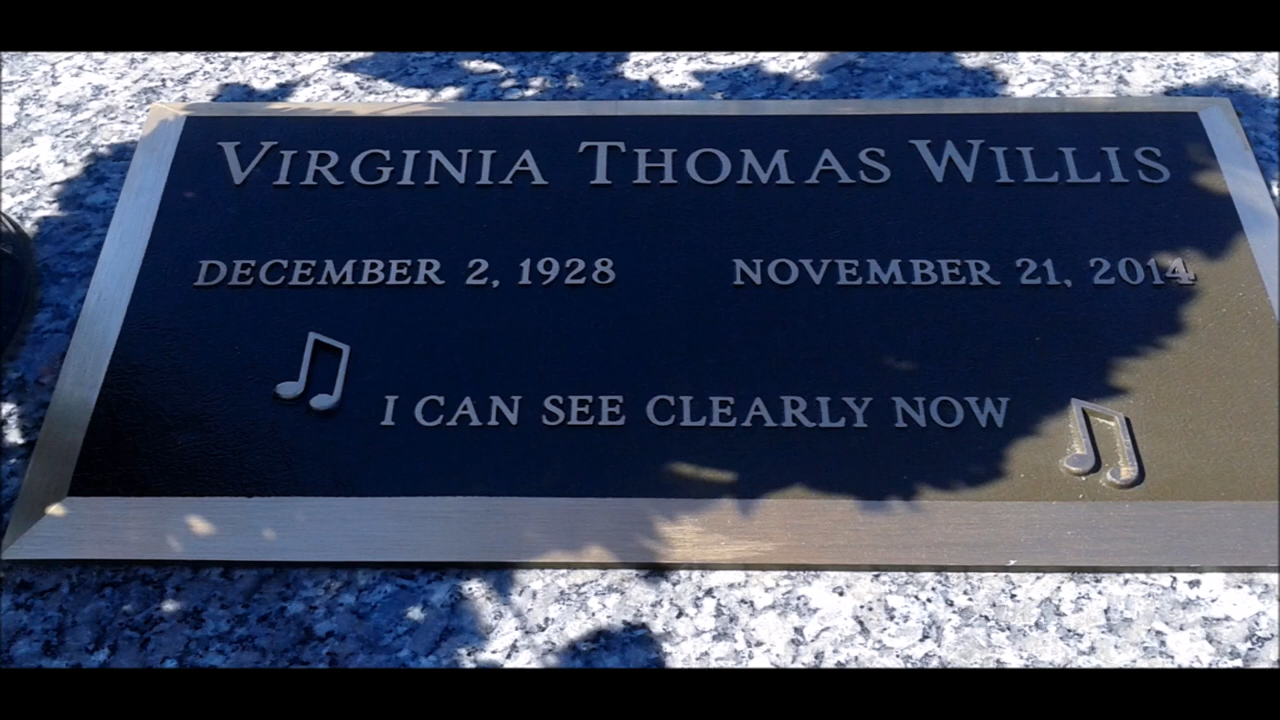 VIRGINIA THOMAS WILLIS
DECEMBER 2, 1928 NOVEMBER 21, 2014
I CAN SEE CLEARLY NOW